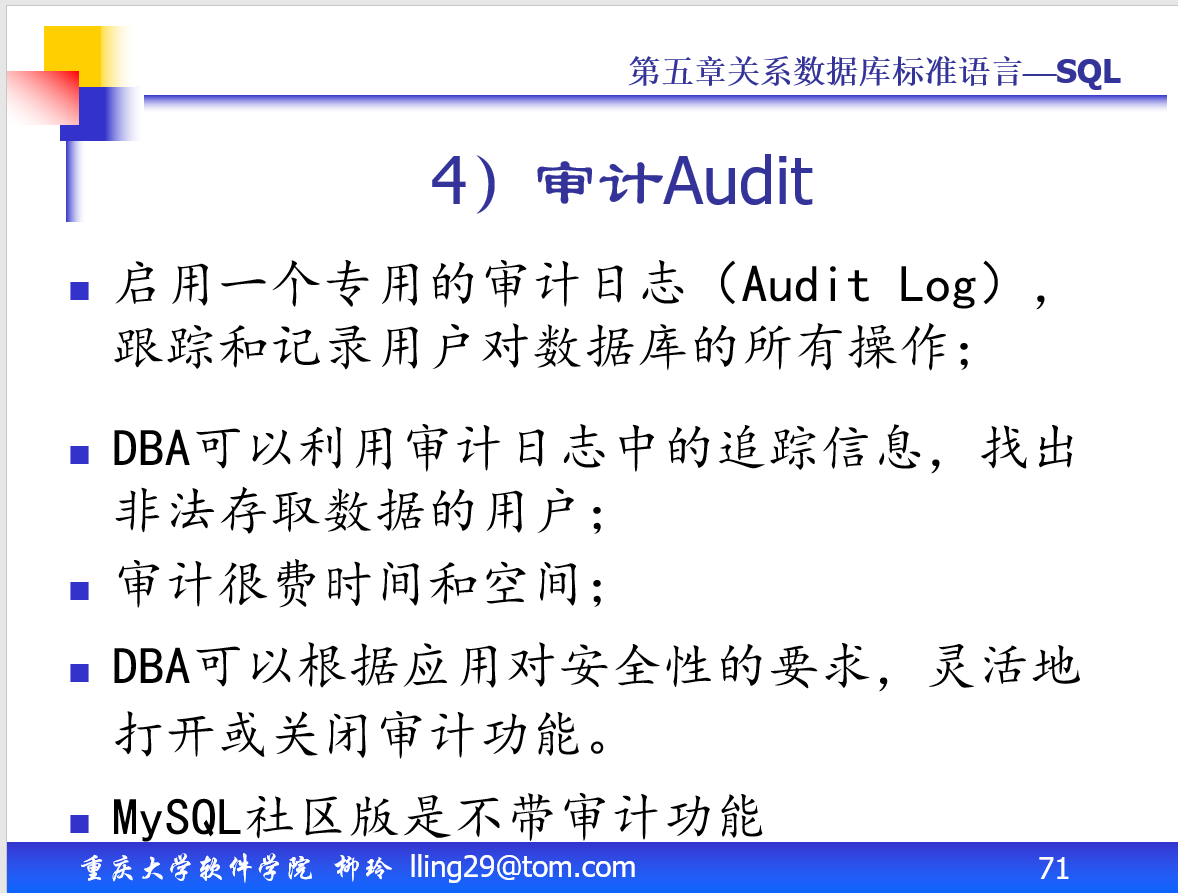 第五章关系数据库标准语言—SQL
4）审计Audit
启用一个专用的审计日志（Audit Log），
跟踪和记录用户对数据库的所有操作；
DBA可以利用审计日志中的追踪信息，找出
非法存取数据的用户；
审计很费时间和空间；
DBA可以根据应用对安全性的要求，灵活地
打开或关闭审计功能。
MySQL社区版是不带审计功能
重庆大学软件学院 柳玲 lling29@tom.com
71